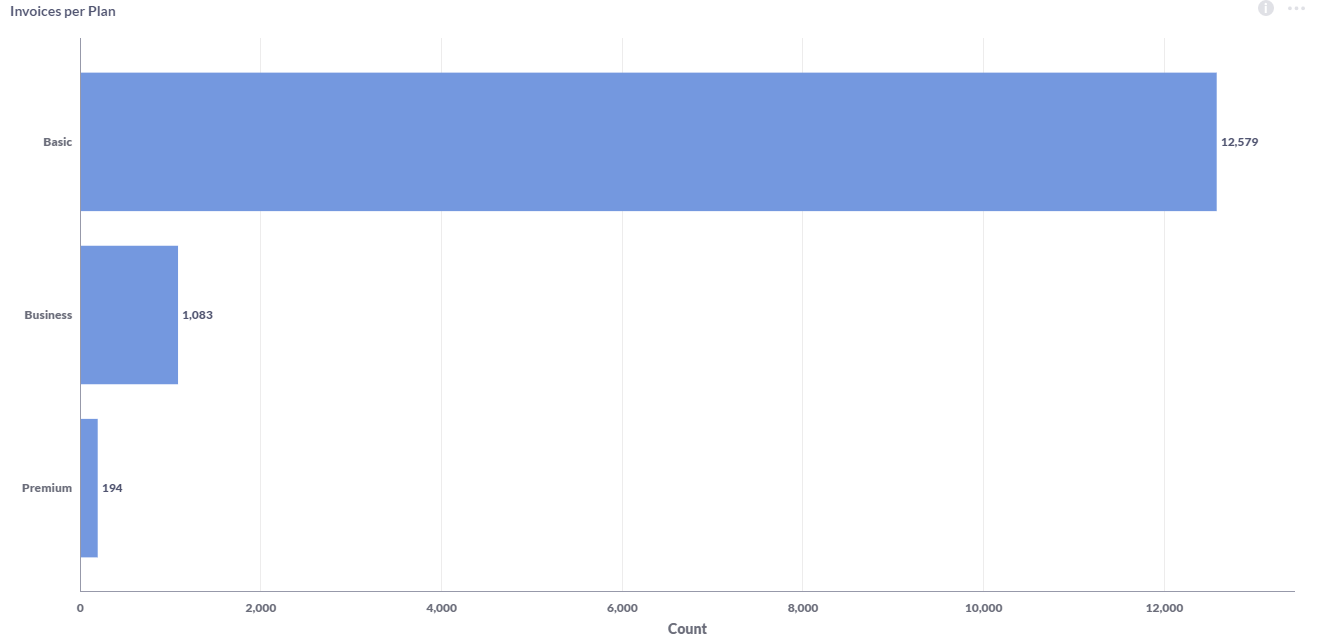 Invoices per Plan
Basic
12,579
Business
1,083
Premium
194
0 2,000 4,000 6,000 8,000 10,000 12,000
Count